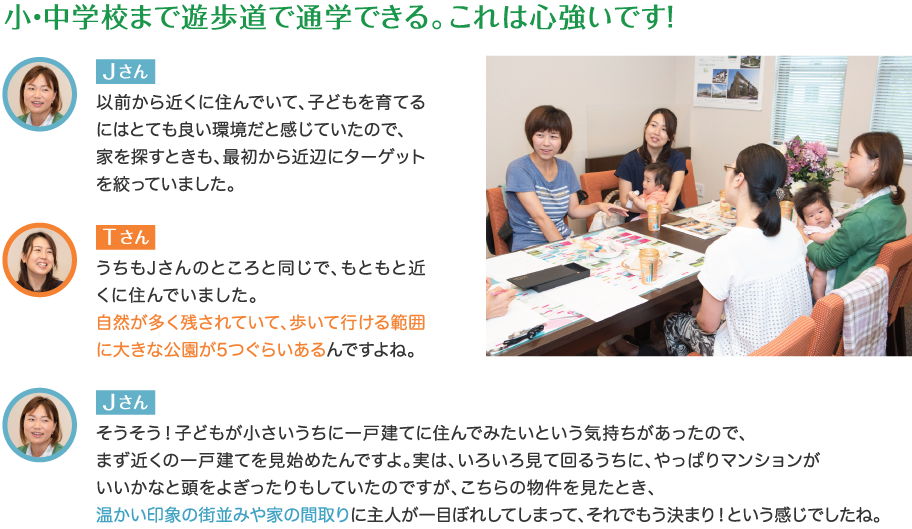 小・中学校まで遊歩道で通学できる。これは心強いです!
Jさん
以前から近くに住んでいて、子どもを育てる
にはとても良い環境だと感じていたので、
家を探すときも、最初から近辺にターゲット
を絞っていました。
Tさん
うちもJさんのところと同じで、もともと近
くに住んでいました。
自然が多く残されていて、歩いて行ける範囲
に大きな公園が5つぐらいあるんですよね。
Jさん
そうそう！子どもが小さいうちに一戸建てに住んでみたいという気持ちがあったので、
まず近くの一戸建てを見始めたんですよ。実は、いろいろ見て回るうちに、やっぱりマンションが
いいかなと頭をよぎったりもしていたのですが、こちらの物件を見たとき、
温かい印象の街並みや家の間取りに主人が一目ぼれしてしまって、それでもう決まり！という感じでしたね。